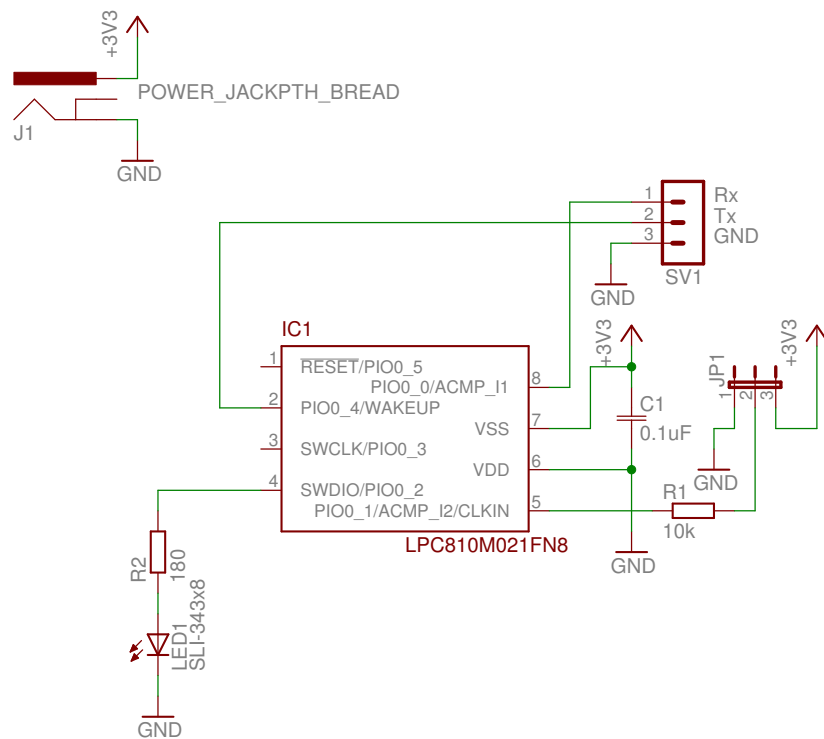 +3V3
POWER_JACKPTH_BREAD
J1
GND
1 Rx
2 Tx
3 GND
SV1
GND
IC1
+3V3
+3V3
JP1
1 RESET/PIO0_5
PIO0_0/ACMP_I1 8
2 PIO0_4/WAKEUP
C1
1 2 3
VSS 7
0.1uF
3 SWCLK/PIO0_3
VDD 6
GND
4 SWDIO/PIO0_2
R1
PIO0_1/ACMP_I2/CLKIN 5
10k
LPC810M021FN8
GND
R2
180
LED1
SLI-343x8
GND